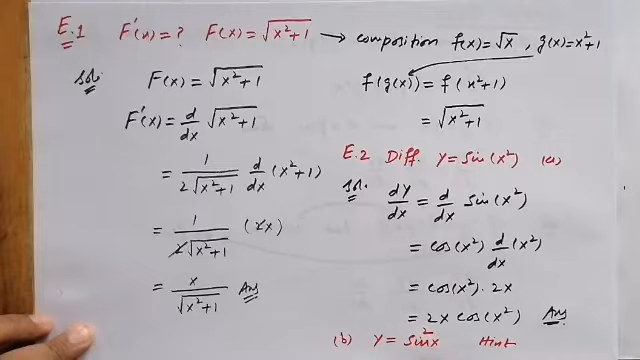 E.1 F'(x)=? F(x)=√(x²+1) → composition f(x)=√x, g(x)=x²+1
Sol: F(x)=√(x²+1)
F'(x)= d/dx √(x²+1)
= 1/(2√(x²+1)) d/dx (x²+1)
= 1/(2√(x²+1)) (2x)
= x/√(x²+1) Ans
f(g(x))=f(x²+1)
= √(x²+1)
E.2 Diff. y=Sin(x²) (a)
Sol. dy/dx = d/dx Sin(x²)
= cos(x²) d/dx (x²)
= cos(x²)·2x
= 2x cos(x²) Ans
(b) y= Sin²x Hint